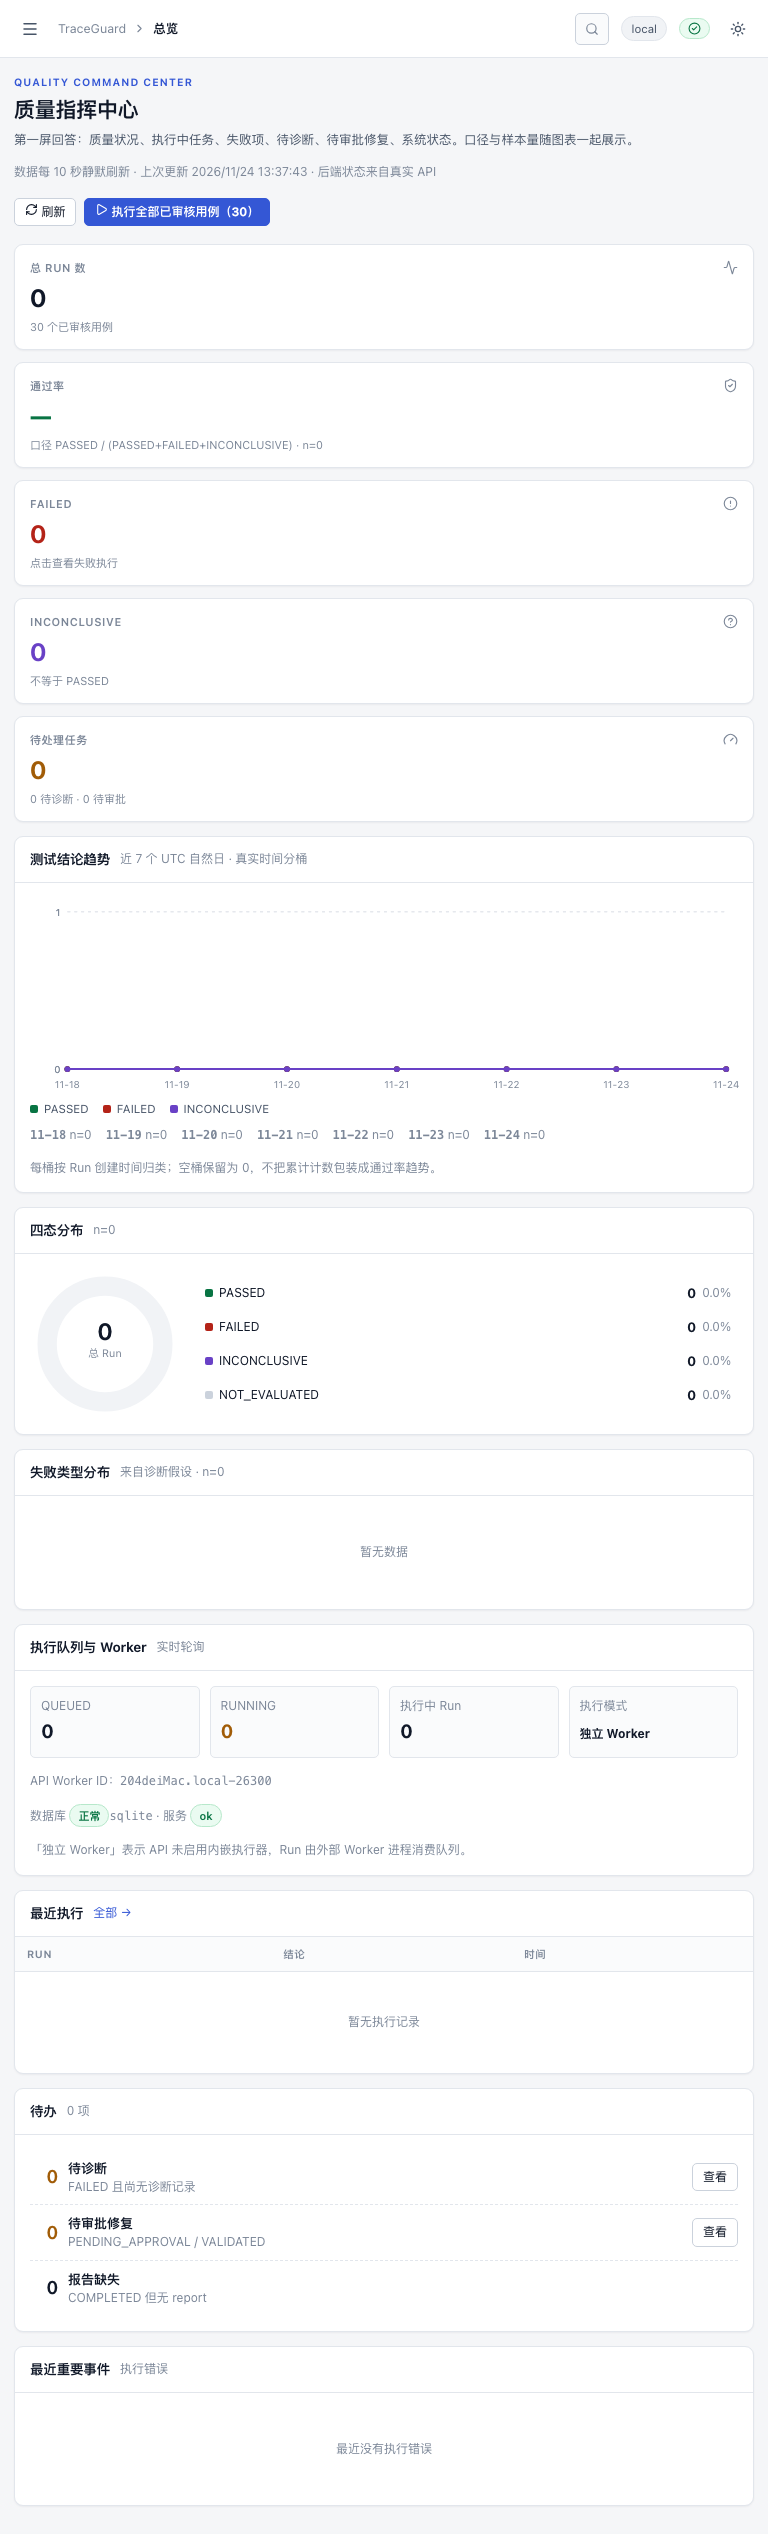 TraceGuard > 总览 local
QUALITY COMMAND CENTER
质量指挥中心
第一屏回答：质量状况、执行中任务、失败项、待诊断、待审批修复、系统状态。口径与样本量随图表一起展示。
数据每 10 秒静默刷新 · 上次更新 2026/11/24 13:37:43 · 后端状态来自真实 API
刷新 执行全部已审核用例（30）
总 RUN 数
0
30 个已审核用例
通过率
—
口径 PASSED / (PASSED+FAILED+INCONCLUSIVE) · n=0
FAILED
0
点击查看失败执行
INCONCLUSIVE
0
不等于 PASSED
待处理任务
0
0 待诊断 · 0 待审批
测试结论趋势 近 7 个 UTC 自然日 · 真实时间分桶
1
0
11-18 11-19 11-20 11-21 11-22 11-23 11-24
PASSED FAILED INCONCLUSIVE
11-18 n=0 11-19 n=0 11-20 n=0 11-21 n=0 11-22 n=0 11-23 n=0 11-24 n=0
每桶按 Run 创建时间归类；空桶保留为 0，不把累计计数包装成通过率趋势。
四态分布 n=0
0
总 Run
PASSED 0 0.0%
FAILED 0 0.0%
INCONCLUSIVE 0 0.0%
NOT_EVALUATED 0 0.0%
失败类型分布 来自诊断假设 · n=0
暂无数据
执行队列与 Worker 实时轮询
QUEUED RUNNING 执行中 Run 执行模式
0 0 0 独立 Worker
API Worker ID：204deiMac.local-26300
数据库 正常 sqlite · 服务 ok
「独立 Worker」表示 API 未启用内嵌执行器，Run 由外部 Worker 进程消费队列。
最近执行 全部 →
RUN 结论 时间
暂无执行记录
待办 0 项
0 待诊断 查看
FAILED 且尚无诊断记录
0 待审批修复 查看
PENDING_APPROVAL / VALIDATED
0 报告缺失
COMPLETED 但无 report
最近重要事件 执行错误
最近没有执行错误